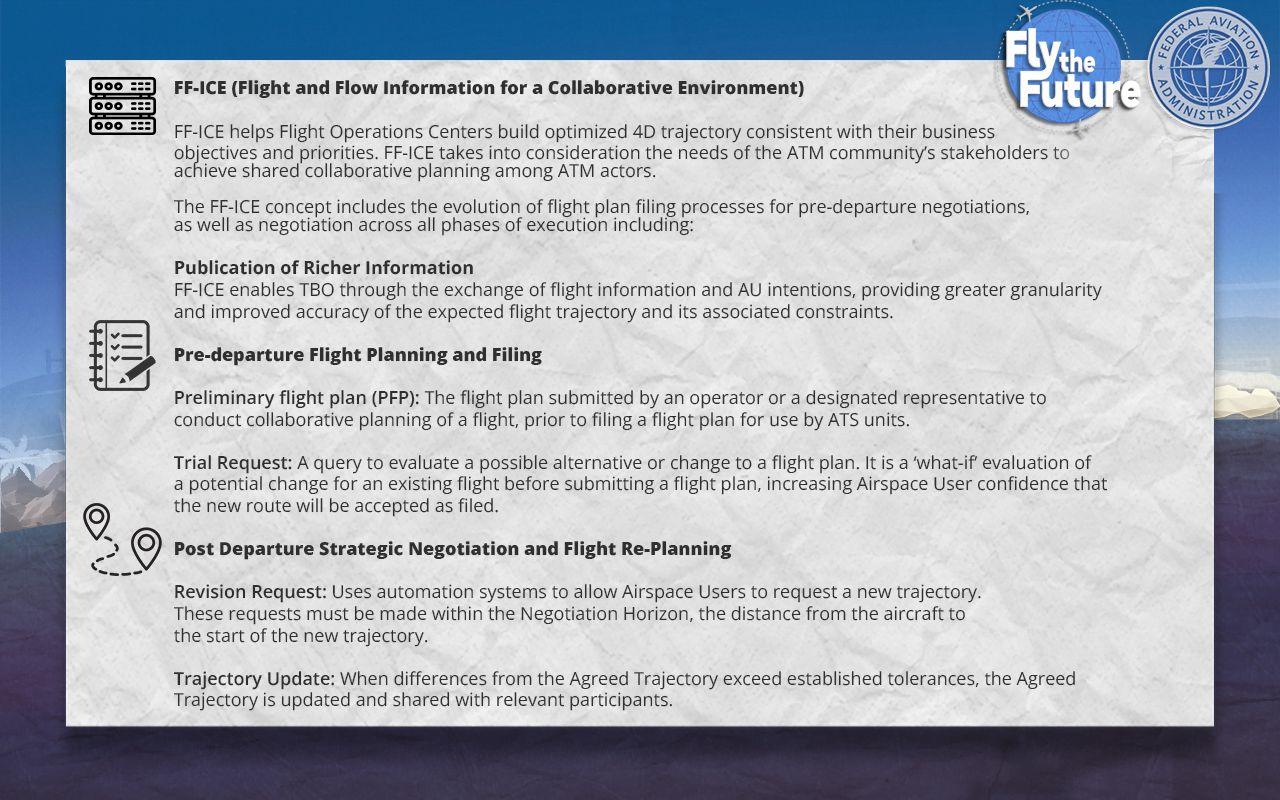 Fly the Future
FEDERAL AVIATION ADMINISTRATION
FF-ICE (Flight and Flow Information for a Collaborative Environment)
FF-ICE helps Flight Operations Centers build optimized 4D trajectory consistent with their business
objectives and priorities. FF-ICE takes into consideration the needs of the ATM community’s stakeholders to
achieve shared collaborative planning among ATM actors.
The FF-ICE concept includes the evolution of flight plan filing processes for pre-departure negotiations,
as well as negotiation across all phases of execution including:
Publication of Richer Information
FF-ICE enables TBO through the exchange of flight information and AU intentions, providing greater granularity
and improved accuracy of the expected flight trajectory and its associated constraints.
Pre-departure Flight Planning and Filing
Preliminary flight plan (PFP): The flight plan submitted by an operator or a designated representative to
conduct collaborative planning of a flight, prior to filing a flight plan for use by ATS units.
Trial Request: A query to evaluate a possible alternative or change to a flight plan. It is a ‘what-if’ evaluation of
a potential change for an existing flight before submitting a flight plan, increasing Airspace User confidence that
the new route will be accepted as filed.
Post Departure Strategic Negotiation and Flight Re-Planning
Revision Request: Uses automation systems to allow Airspace Users to request a new trajectory.
These requests must be made within the Negotiation Horizon, the distance from the aircraft to
the start of the new trajectory.
Trajectory Update: When differences from the Agreed Trajectory exceed established tolerances, the Agreed
Trajectory is updated and shared with relevant participants.